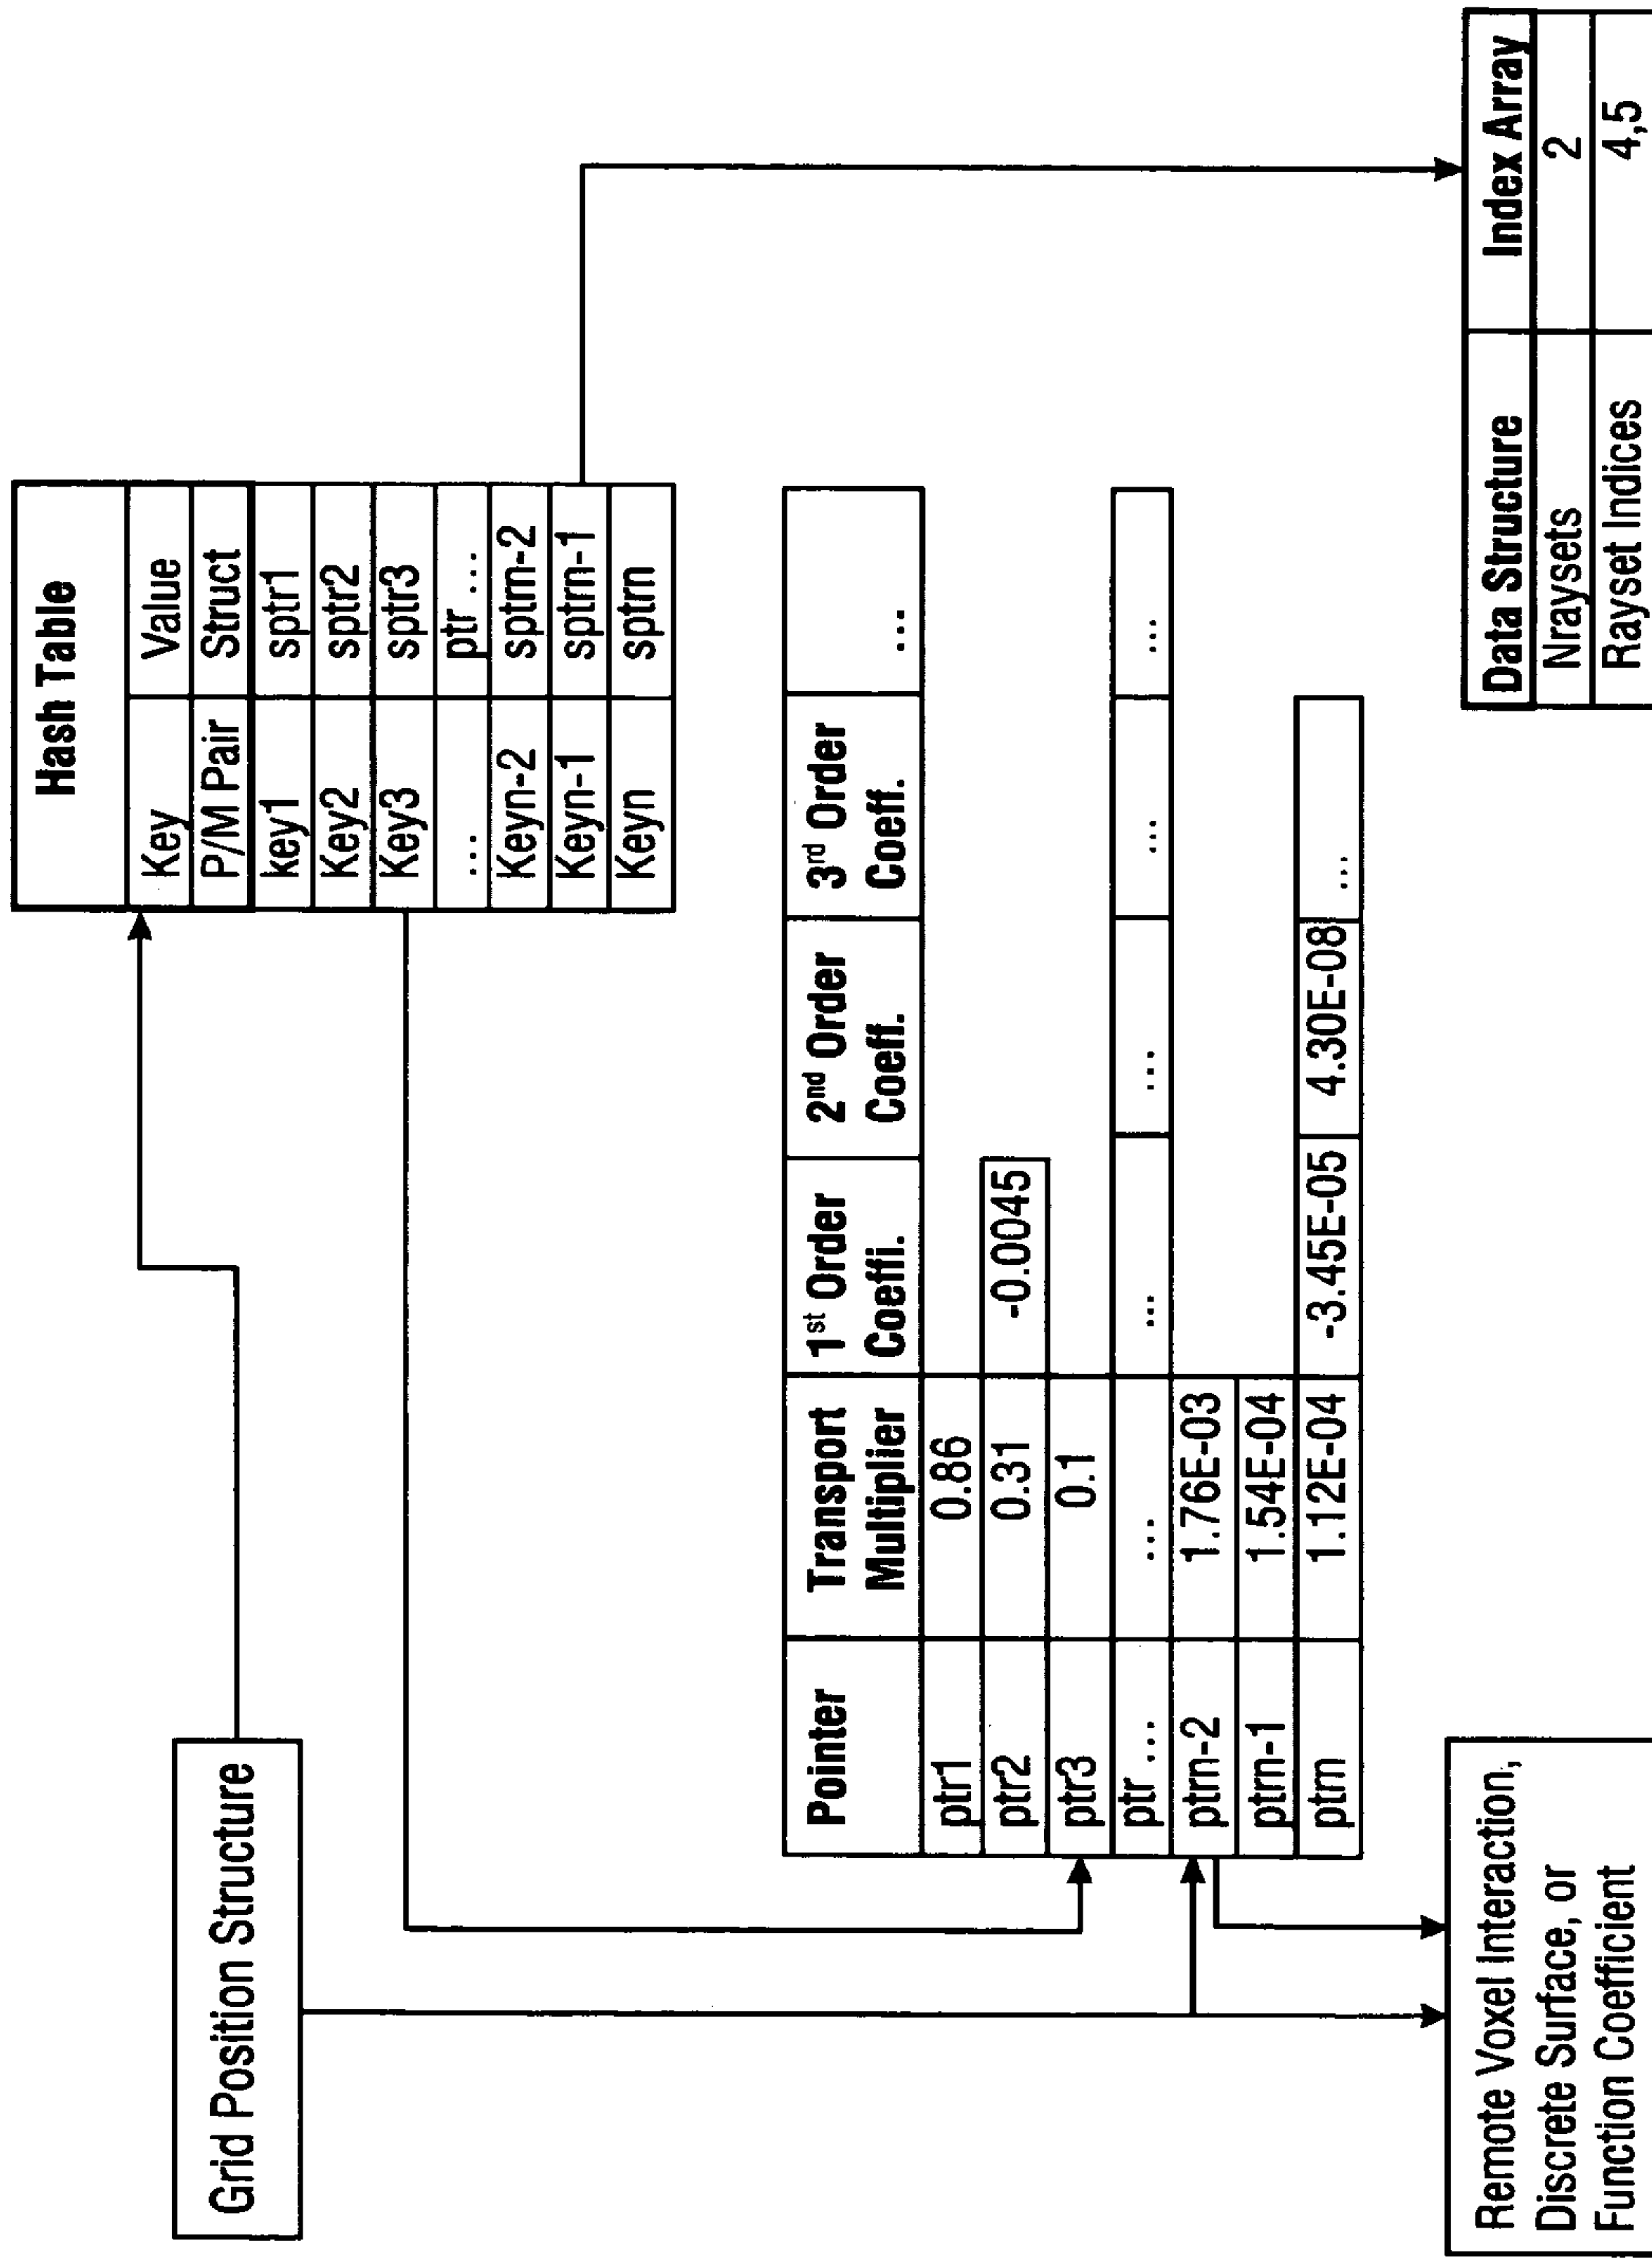 Grid Position Structure
Hash Table
Key Value
P/M Pair Struct
key1 sptr1
Key2 sptr2
Key3 sptr3
... ptr ...
Keyn-2 sptrn-2
Keyn-1 sptrn-1
Keyn sptrn
Pointer Transport Multiplier 1st Order Coeffi. 2nd Order Coeff. 3rd Order Coeff. ...
ptr1 0.86
ptr2 0.31 -0.0045
ptr3 0.1
ptr ... ... ... ... ... ...
ptrn-2 1.76E-03
ptrn-1 1.54E-04
ptrn 1.12E-04 -3.45E-05 4.30E-08 ...
Remote Voxel Interaction,
Discrete Surface, or
Function Coefficient
Data Structure Index Array
Nraysets 2
Rayset Indices 4,5